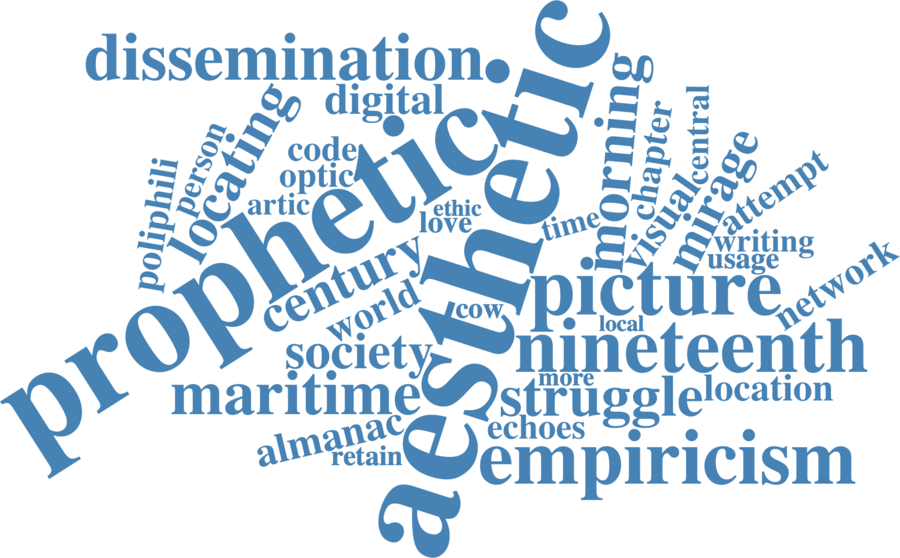 dissemination
digital
aesthetic
prophetic
morning
central
chapter
locating
person
poliphili
code
optic
artic
ethic
love
time
visual
mirage
attempt
writing
usage
network
century
world
cow
picture
local
nineteenth
society
more
maritime
struggle
location
almanac
retain
echoes
empiricism